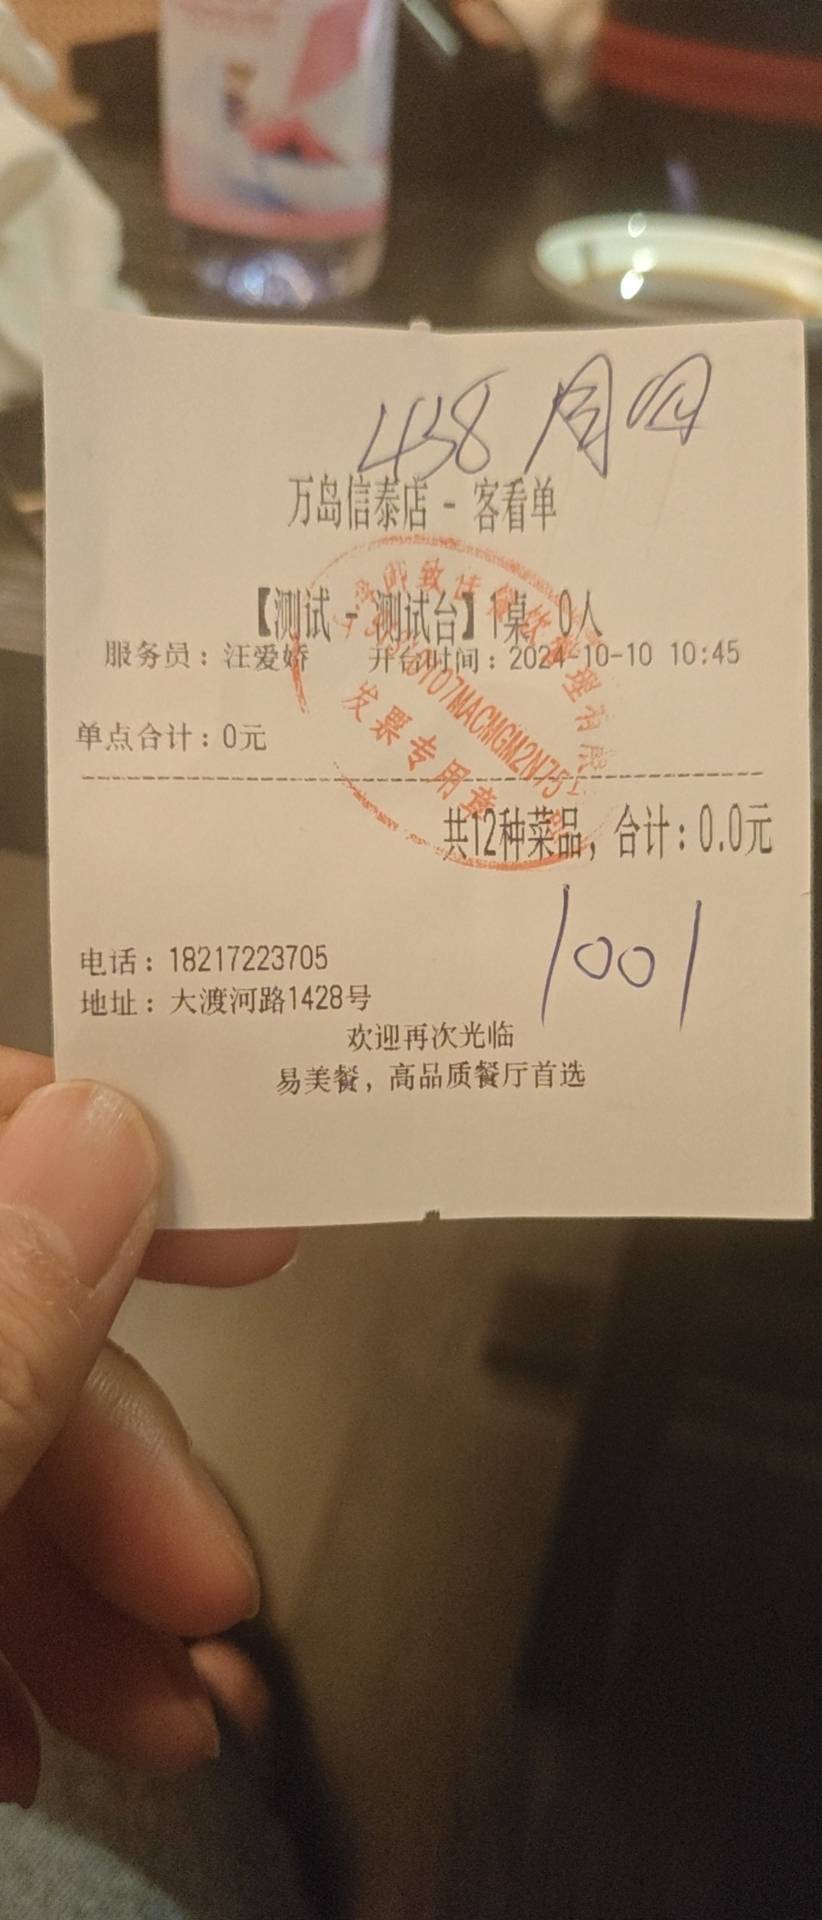 458
万岛信泰店 - 客看单
【测试 - 测试台】1桌 0人
服务员：汪爱娇 开台时间：2024-10-10 10:45
单点合计：0元
发票专用章
共12种菜品，合计：0.0元
1001
电话：18217223705
地址：大渡河路1428号
欢迎再次光临
易美餐，高品质餐厅首选